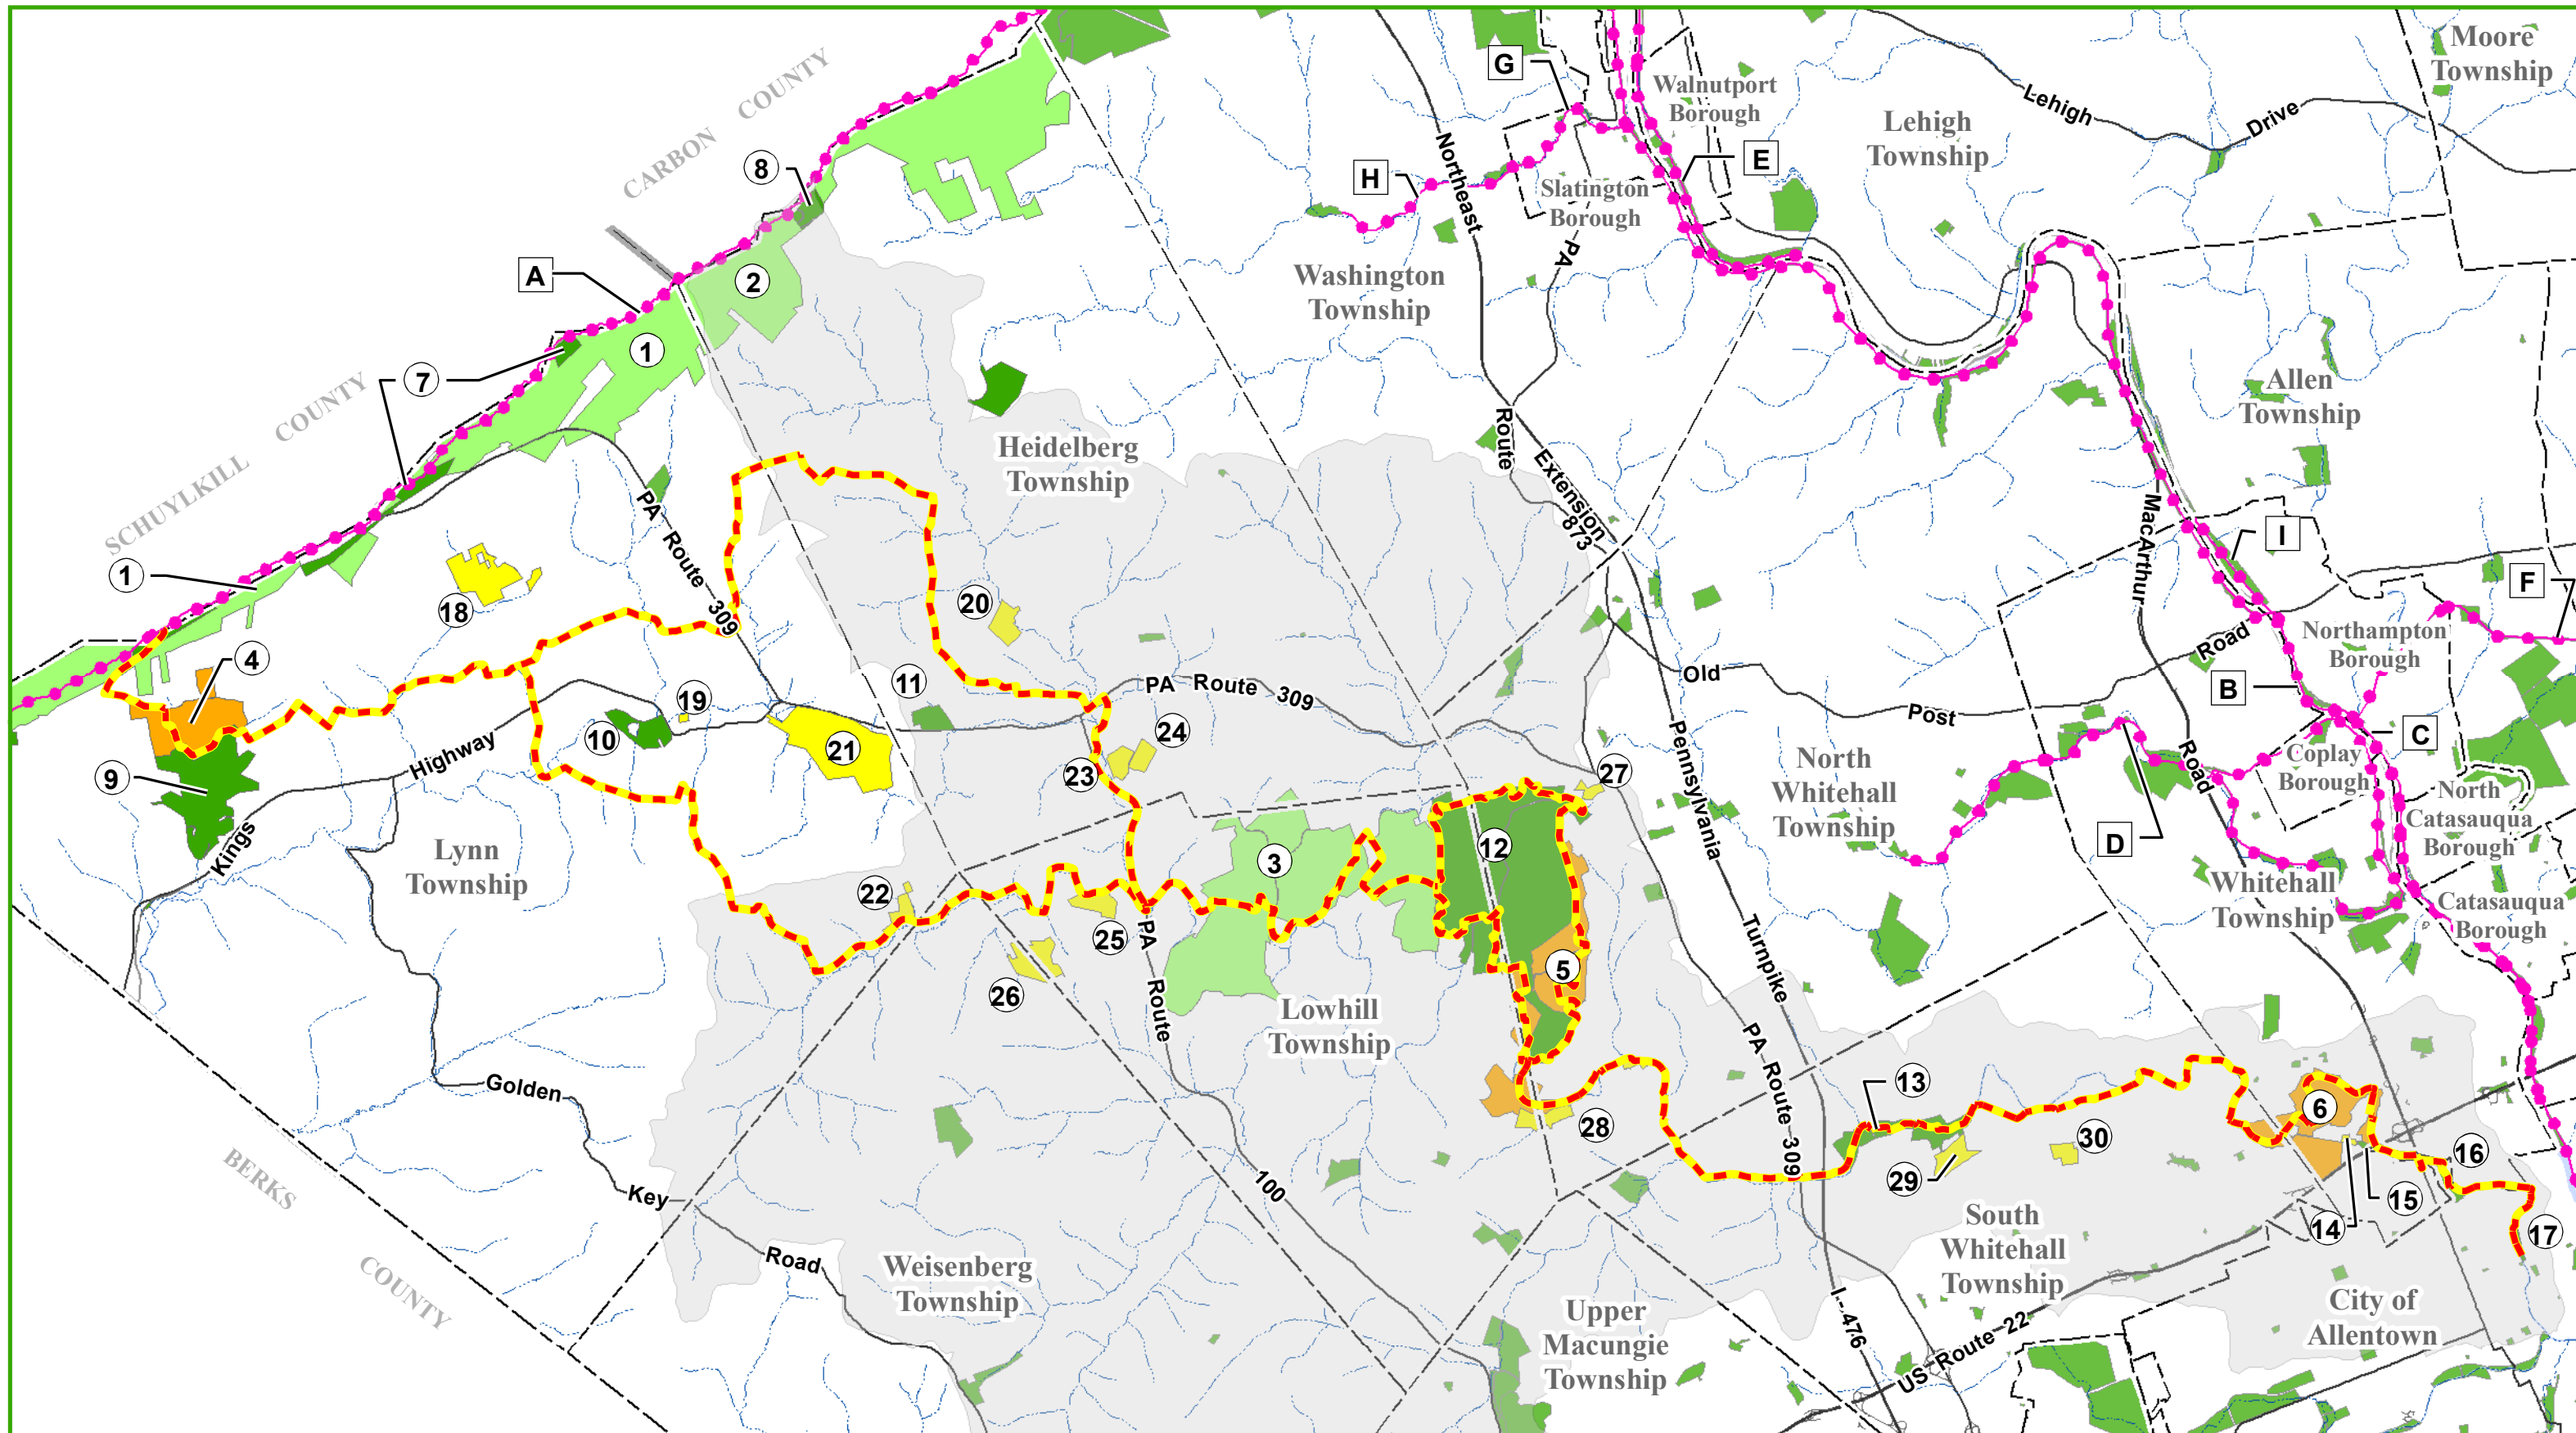 Moore
Township
CARBON COUNTY
G
Walnutport
Borough
Lehigh Drive
Lehigh
Township
8
H
E
Northeast
Slatington
Borough
A
2
PA
Washington
Township
1
7
SCHUYLKILL COUNTY
Allen
Township
Heidelberg
Township
Route
Extension
873
PA Route 309
MacArthur
I
1
18
20
F
Northampton
Borough
Road
4
11
Old
Post
B
19
PA Route 309
24
C
10
21
Highway
Pennsylvania
Road
Coplay
Borough
9
23
27
North
Whitehall
Township
North
Catasauqua
Borough
12
D
Kings
Lynn
Township
3
Whitehall
Township
22
Catasauqua
Borough
25
PA
5
Turnpike
26
Route
Lowhill
Township
PA Route 309
Golden
13
6
28
30
16
BERKS
29
15
100
Key
South
Whitehall
Township
14
17
Road
Weisenberg
Township
COUNTY
I-476
Upper
Macungie
Township
City of
Allentown
US Route 22